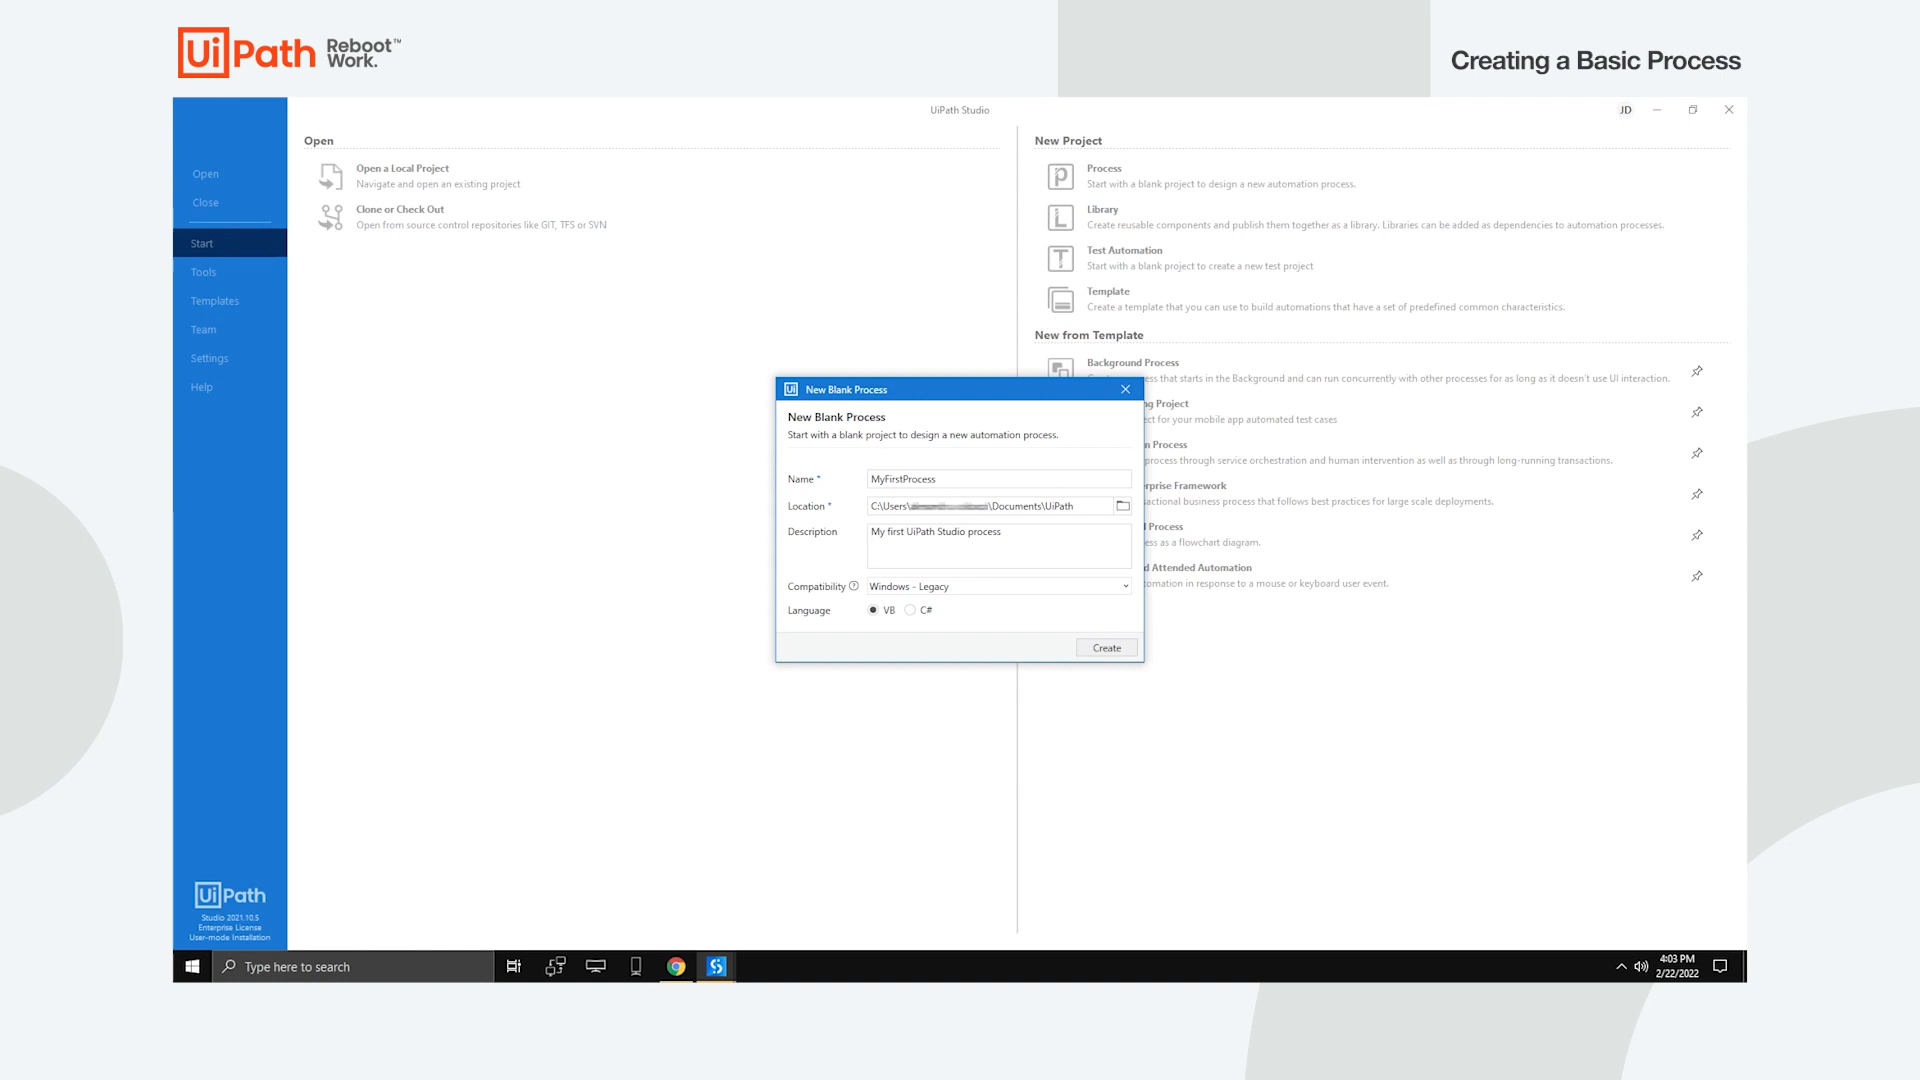 UiPath Reboot™ Work.
Creating a Basic Process
UiPath Studio
JD
Open
Close
Start
Tools
Templates
Team
Settings
Help
Open
Open a Local Project
Navigate and open an existing project
Clone or Check Out
Open from source control repositories like GIT, TFS or SVN
New Project
Process
Start with a blank project to design a new automation process.
Library
Create reusable components and publish them together as a library. Libraries can be added as dependencies to automation processes.
Test Automation
Start with a blank project to create a new test project
Template
Create a template that you can use to build automations that have a set of predefined common characteristics.
New from Template
Background Process
that starts in the Background and can run concurrently with other processes for as long as it doesn't use UI interaction.
Project
for your mobile app automated test cases
Process
process through service orchestration and human intervention as well as through long-running transactions.
Framework
business process that follows best practices for large scale deployments.
Process
as a flowchart diagram.
Attended Automation
in response to a mouse or keyboard user event.
New Blank Process
New Blank Process
Start with a blank project to design a new automation process.
Name * MyFirstProcess
Location * C:\Users\ \Documents\UiPath
Description My first UiPath Studio process
Compatibility Windows - Legacy
Language VB C#
Create
UiPath
Studio 2021.10.5
Enterprise License
User-mode Installation
Type here to search
4:03 PM
2/22/2022